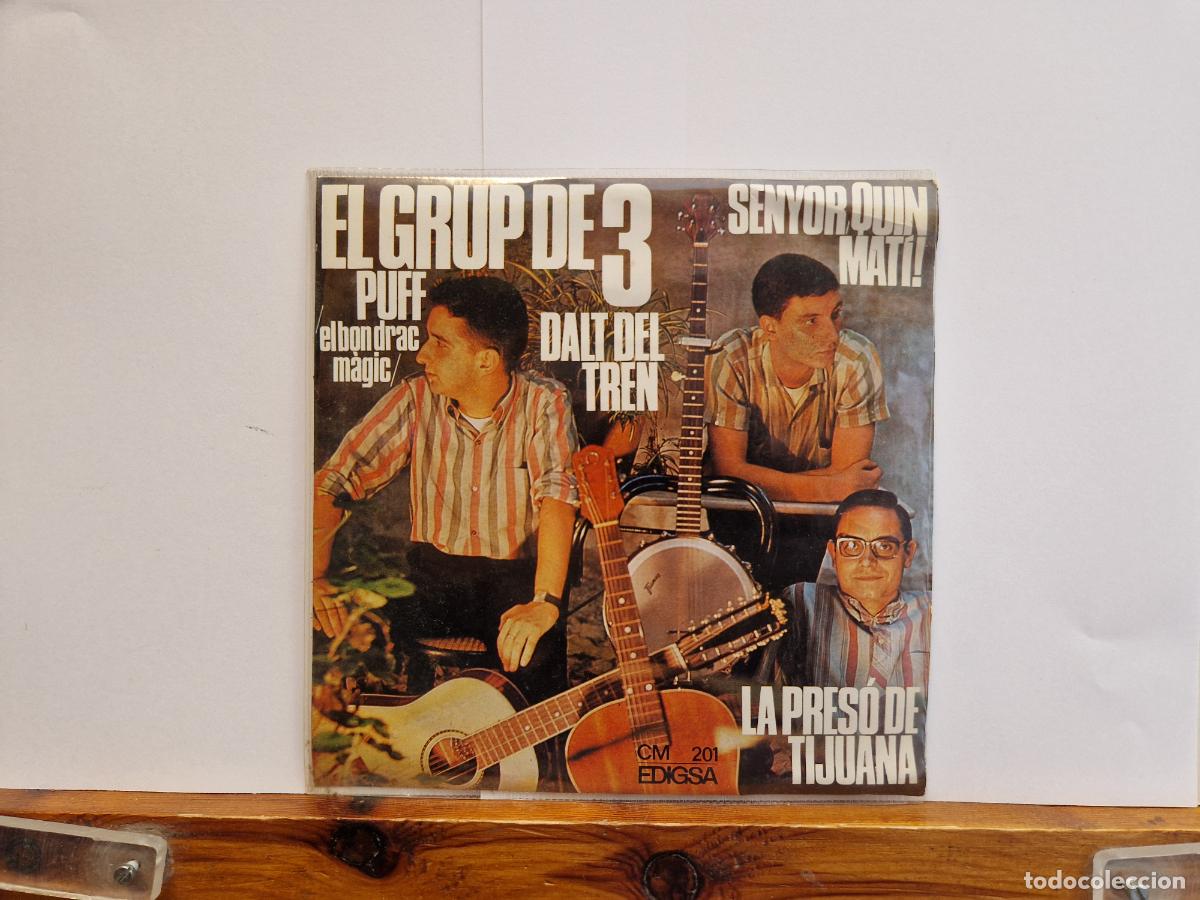 EL GRUP DE 3
PUFF
el bon drac
màgic/
DALT DEL
TREN
SENYOR, QUIN
MATÍ!
LA PRESÓ DE
TIJUANA
CM 201
EDIGSA
todocoleccion